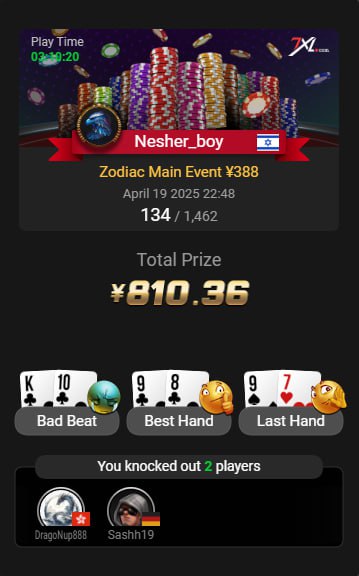 Play Time
03:10:20
7XL.com
Nesher_boy
Zodiac Main Event ¥388
April 19 2025 22:48
134 / 1,462
Total Prize
¥810.36
K 10
9 8
9 7
Bad Beat
Best Hand
Last Hand
You knocked out 2 players
DragoNup888
Sashh19